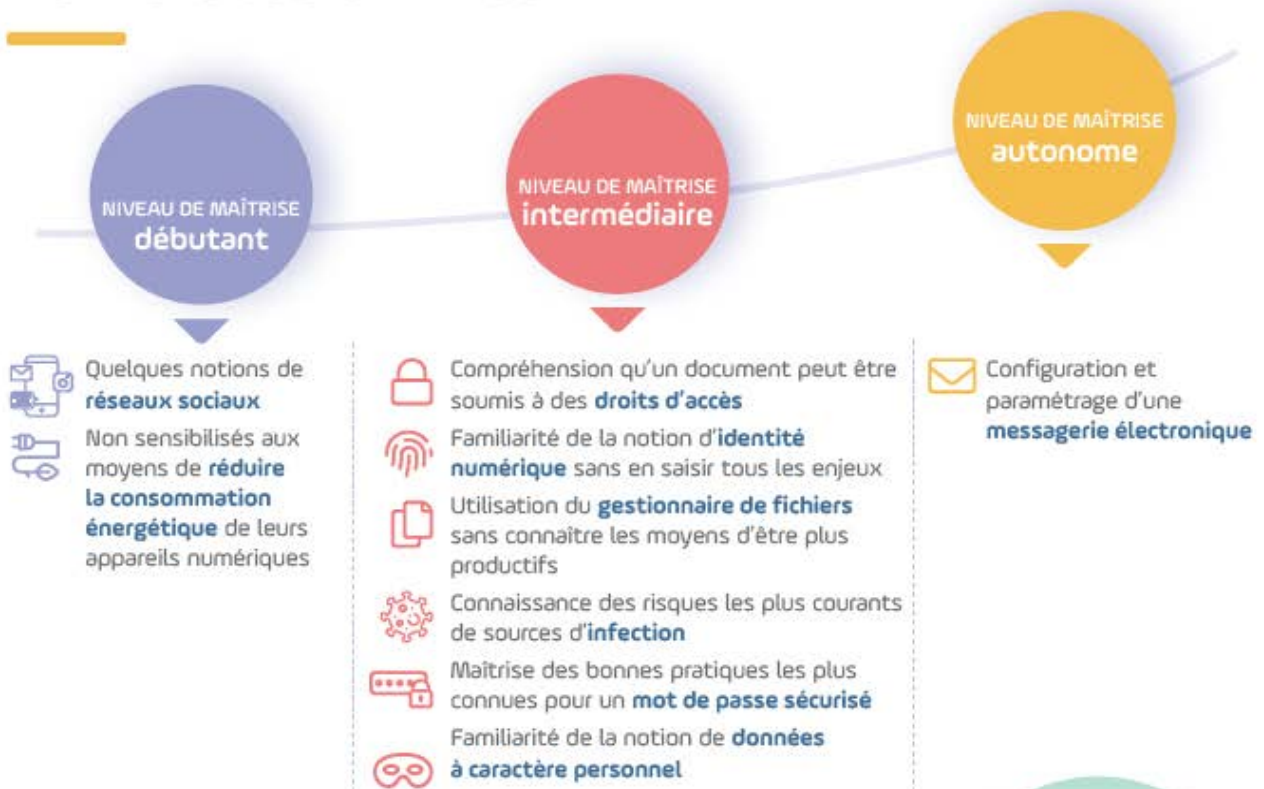 NIVEAU DE MAÎTRISE
débutant
Quelques notions de
réseaux sociaux
Non sensibilisés aux
moyens de réduire
la consommation
énergétique de leurs
appareils numériques
NIVEAU DE MAÎTRISE
intermédiaire
Compréhension qu'un document peut être
soumis à des droits d'accès
Familiarité de la notion d'identité
numérique sans en saisir tous les enjeux
Utilisation du gestionnaire de fichiers
sans connaître les moyens d'être plus
productifs
Connaissance des risques les plus courants
de sources d'infection
Maîtrise des bonnes pratiques les plus
connues pour un mot de passe sécurisé
Familiarité de la notion de données
à caractère personnel
NIVEAU DE MAÎTRISE
autonome
Configuration et
paramétrage d'une
messagerie électronique